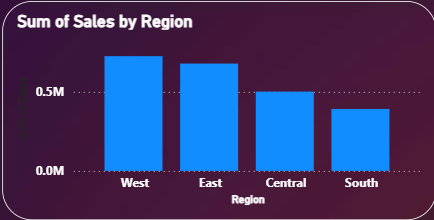 Sum of Sales by Region
0.5M
0.0M
West East Central South
Region